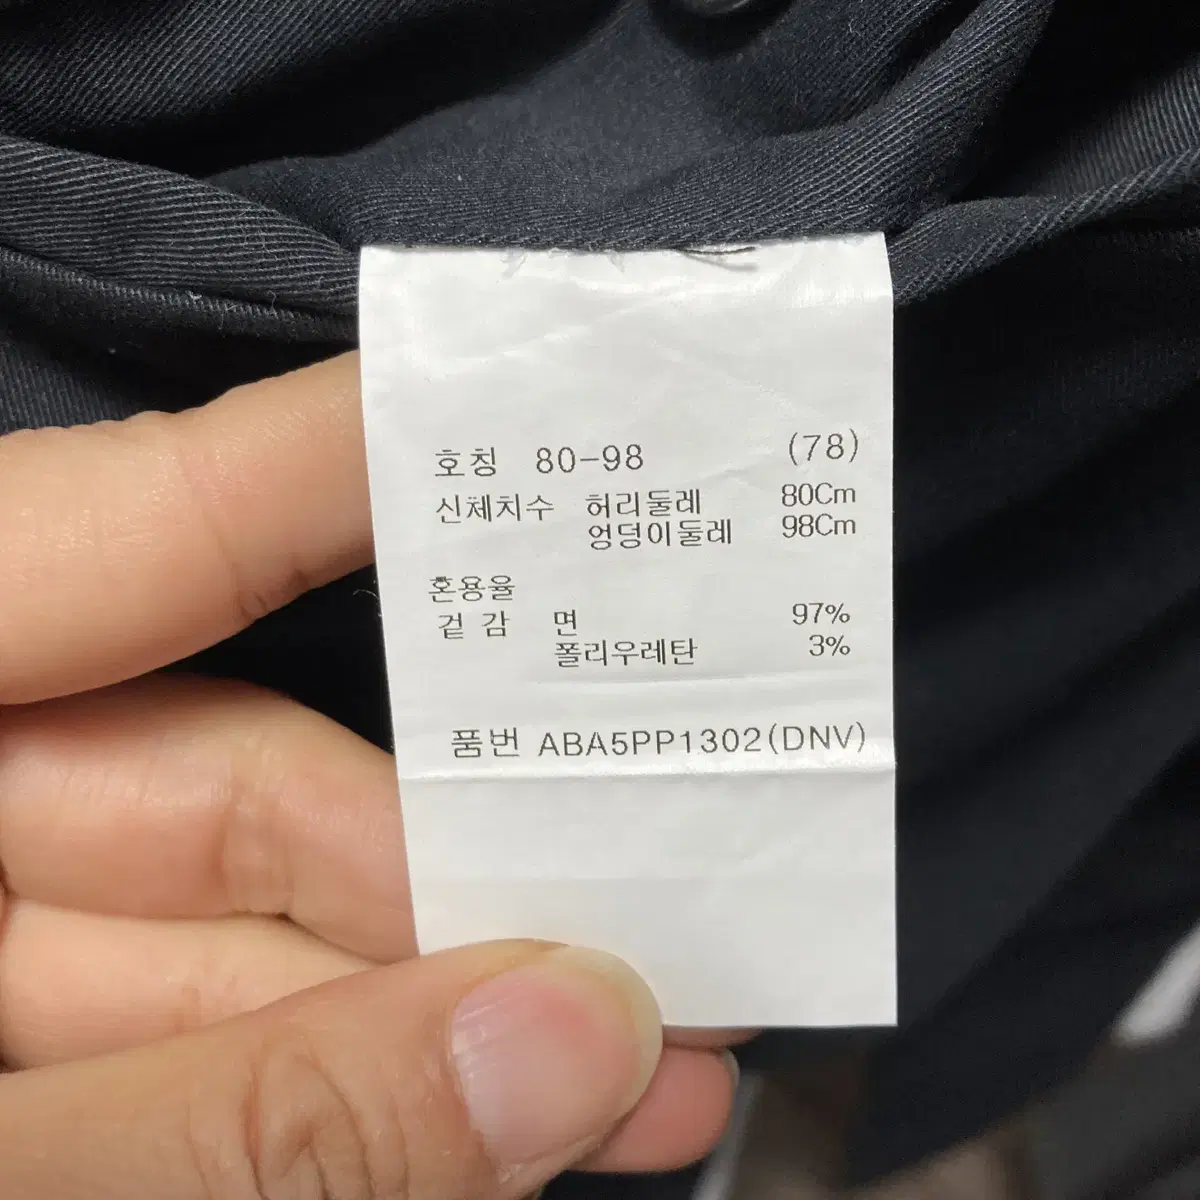 호칭 80-98 (78)
신체치수 허리둘레 80Cm
엉덩이둘레 98Cm
혼용율
겉감 면 97%
폴리우레탄 3%
품번 ABA5PP1302(DNV)